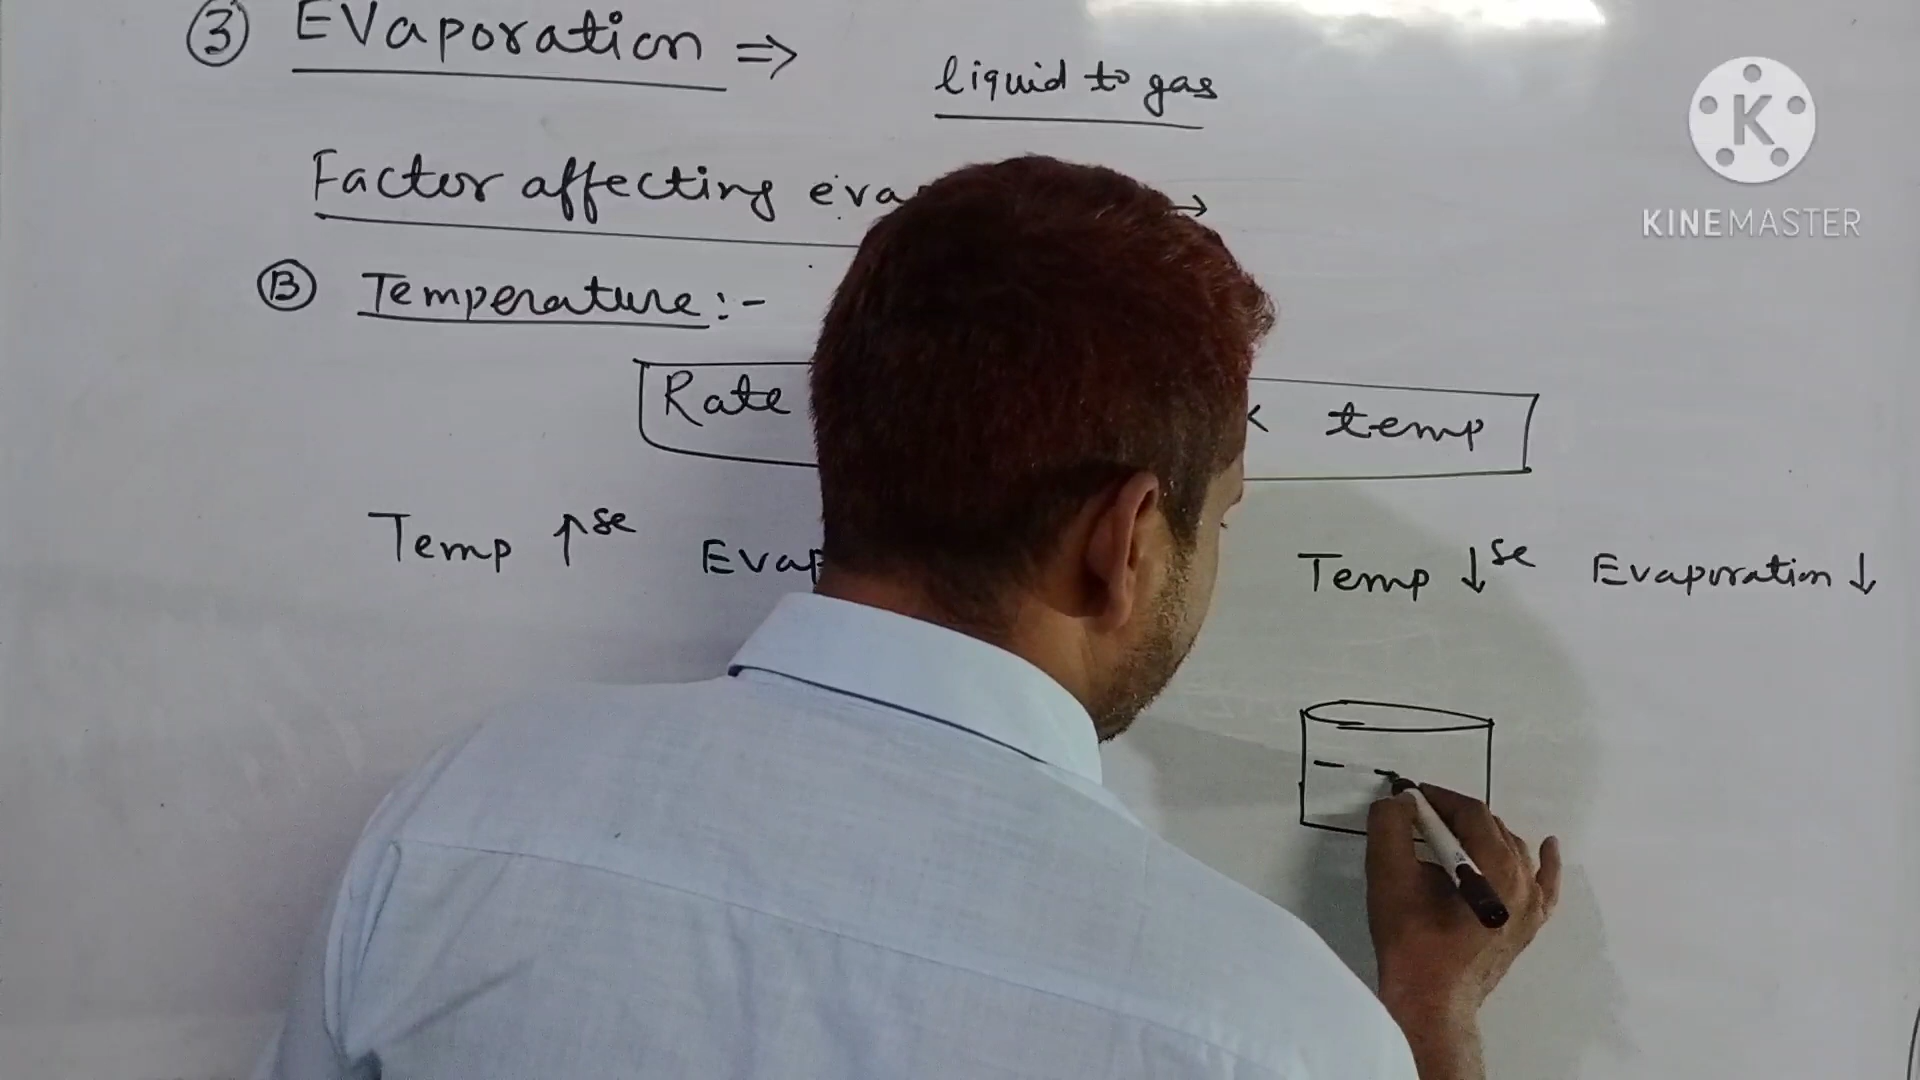 ③ Evaporation ⇒
liquid to gas
Factor affecting eva →
Ⓑ Temperature :-
Rate temp
Temp ↑se Evap Temp ↓se Evaporation ↓
K
KINEMASTER